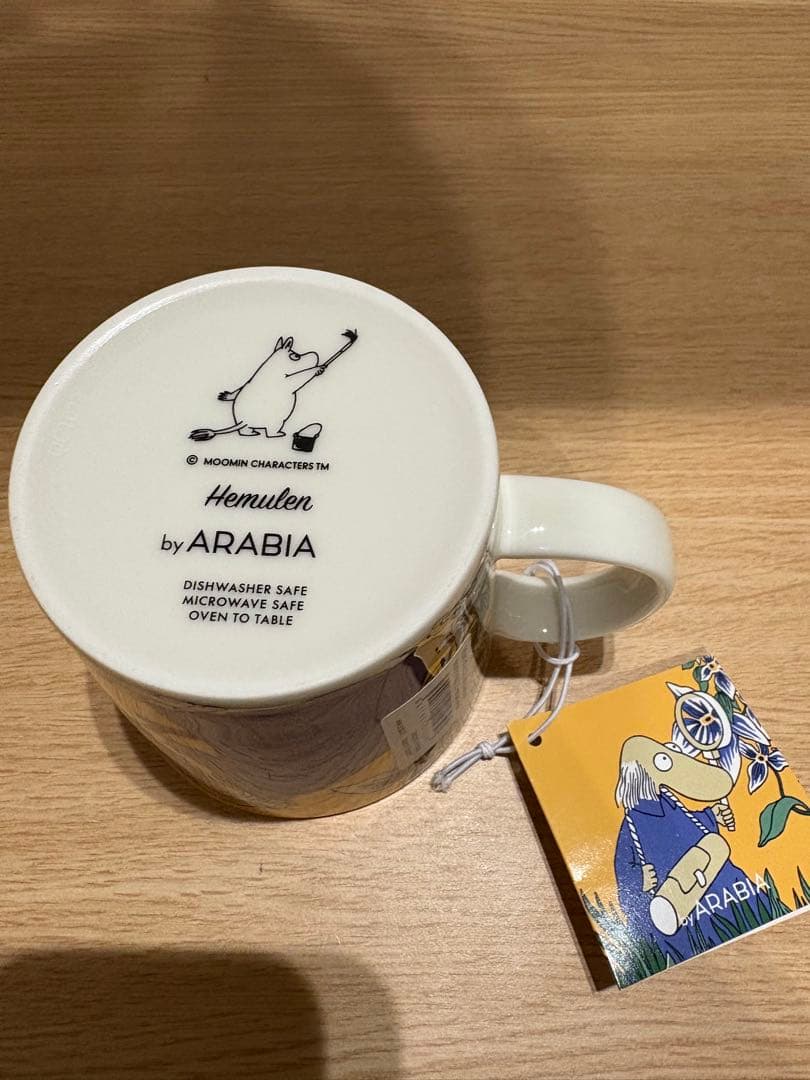 © MOOMIN CHARACTERS TM
Hemulen
by ARABIA
DISHWASHER SAFE
MICROWAVE SAFE
OVEN TO TABLE
by ARABIA